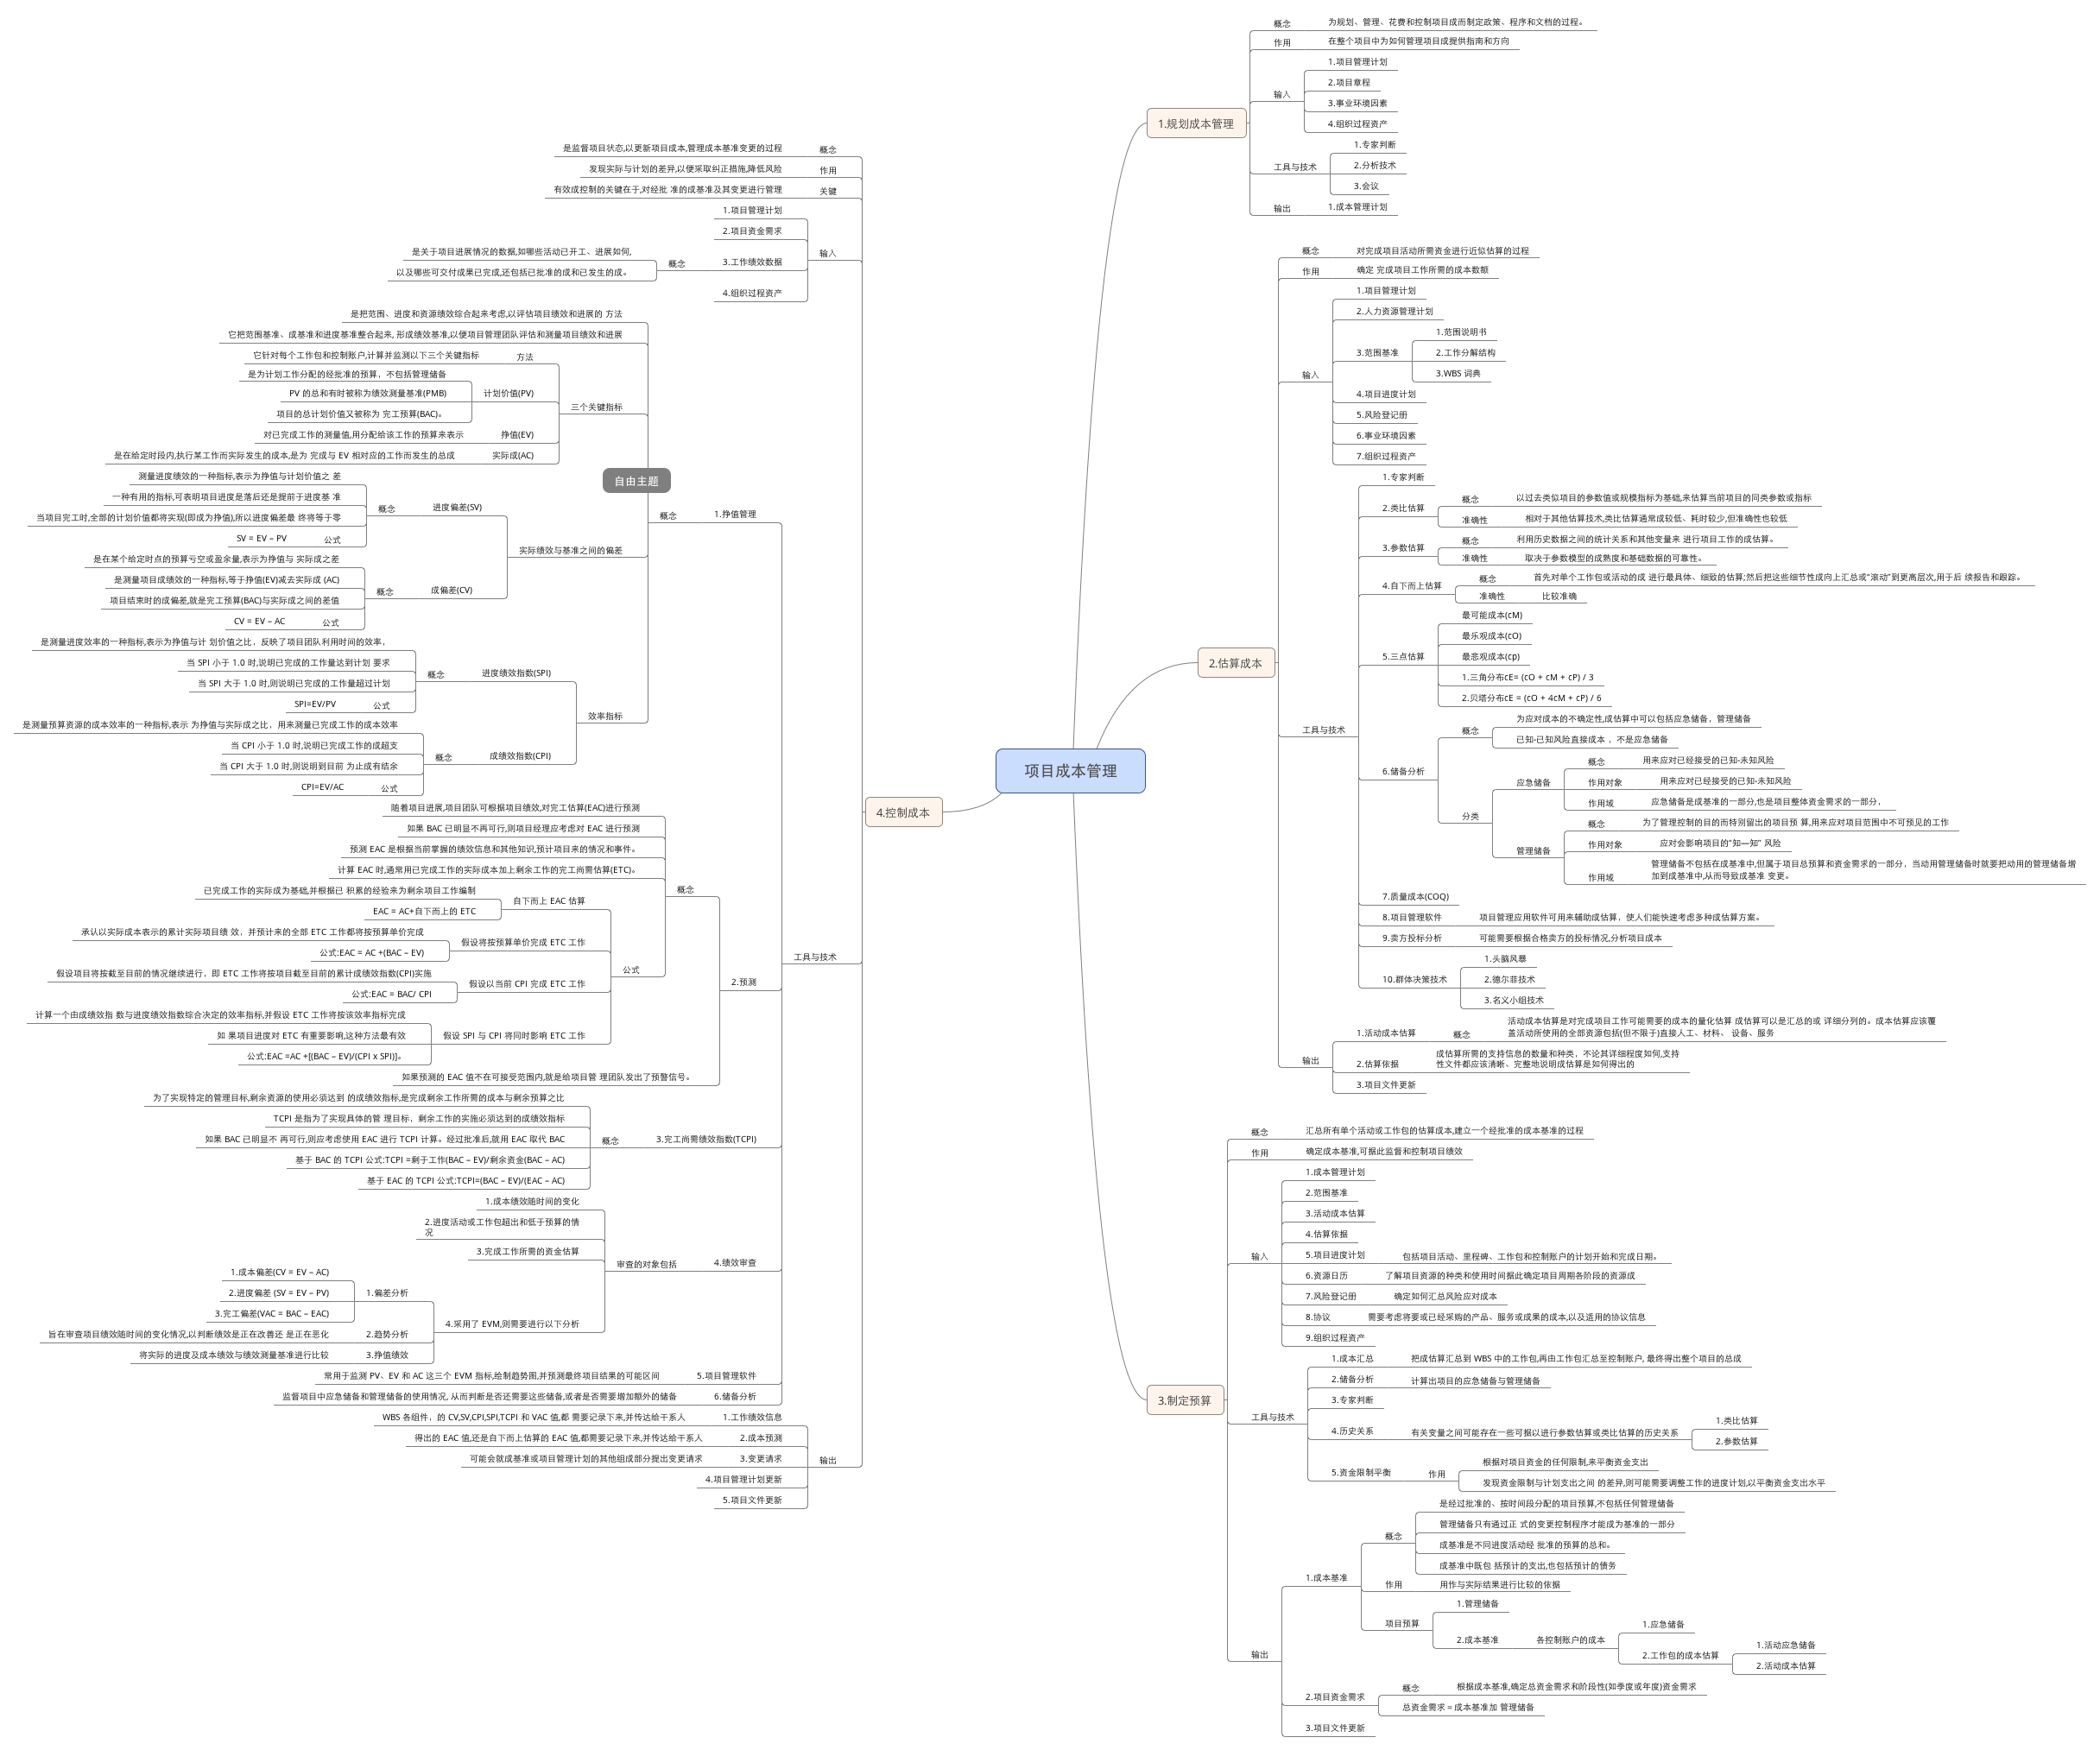 项目成本管理
1.规划成本管理
概念
为规划、管理、花费和控制项目成而制定政策、程序和文档的过程。
作用
在整个项目中为如何管理项目成提供指南和方向
输入
1.项目管理计划
2.项目章程
3.事业环境因素
4.组织过程资产
工具与技术
1.专家判断
2.分析技术
3.会议
输出
1.成本管理计划
2.估算成本
概念
对完成项目活动所需资金进行近似估算的过程
作用
确定 完成项目工作所需的成本数额
输入
1.项目管理计划
2.人力资源管理计划
3.范围基准
1.范围说明书
2.工作分解结构
3.WBS 词典
4.项目进度计划
5.风险登记册
6.事业环境因素
7.组织过程资产
工具与技术
1.专家判断
2.类比估算
概念
以过去类似项目的参数值或规模指标为基础,来估算当前项目的同类参数或指标
准确性
相对于其他估算技术,类比估算通常成较低、耗时较少,但准确性也较低
3.参数估算
概念
利用历史数据之间的统计关系和其他变量来 进行项目工作的成估算。
准确性
取决于参数模型的成熟度和基础数据的可靠性。
4.自下而上估算
概念
首先对单个工作包或活动的成 进行最具体、细致的估算;然后把这些细节性成向上汇总或"滚动"到更高层次,用于后 续报告和跟踪。
准确性
比较准确
5.三点估算
最可能成本(cM)
最乐观成本(cO)
最悲观成本(cp)
1.三角分布cE= (cO + cM + cP) / 3
2.贝塔分布cE = (cO + 4cM + cP) / 6
6.储备分析
概念
为应对成本的不确定性,成估算中可以包括应急储备，管理储备
已知-已知风险直接成本 ，不是应急储备
分类
应急储备
概念
用来应对已经接受的已知-未知风险
作用对象
用来应对已经接受的已知-未知风险
作用域
应急储备是成基准的一部分,也是项目整体资金需求的一部分，
管理储备
概念
为了管理控制的目的而特别留出的项目预 算,用来应对项目范围中不可预见的工作
作用对象
应对会影响项目的"知—知" 风险
作用域
管理储备不包括在成基准中,但属于项目总预算和资金需求的一部分，当动用管理储备时就要把动用的管理储备增
加到成基准中,从而导致成基准 变更。
7.质量成本(COQ)
8.项目管理软件
项目管理应用软件可用来辅助成估算，使人们能快速考虑多种成估算方案。
9.卖方投标分析
可能需要根据合格卖方的投标情况,分析项目成本
10.群体决策技术
1.头脑风暴
2.德尔菲技术
3.名义小组技术
输出
1.活动成本估算
概念
活动成本估算是对完成项目工作可能需要的成本的量化估算 成估算可以是汇总的或 详细分列的。成本估算应该覆
盖活动所使用的全部资源包括(但不限于)直接人工、材料、 设备、服务
2.估算依据
成估算所需的支持信息的数量和种类，不论其详细程度如何,支持
性文件都应该清晰、完整地说明成估算是如何得出的
3.项目文件更新
3.制定预算
概念
汇总所有单个活动或工作包的估算成本,建立一个经批准的成本基准的过程
作用
确定成本基准,可据此监督和控制项目绩效
输入
1.成本管理计划
2.范围基准
3.活动成本估算
4.估算依据
5.项目进度计划
包括项目活动、里程碑、工作包和控制账户的计划开始和完成日期。
6.资源日历
了解项目资源的种类和使用时间据此确定项目周期各阶段的资源成
7.风险登记册
确定如何汇总风险应对成本
8.协议
需要考虑将要或已经采购的产品、服务或成果的成本,以及适用的协议信息
9.组织过程资产
工具与技术
1.成本汇总
把成估算汇总到 WBS 中的工作包,再由工作包汇总至控制账户, 最终得出整个项目的总成
2.储备分析
计算出项目的应急储备与管理储备
3.专家判断
4.历史关系
有关变量之间可能存在一些可据以进行参数估算或类比估算的历史关系
1.类比估算
2.参数估算
5.资金限制平衡
作用
根据对项目资金的任何限制,来平衡资金支出
发现资金限制与计划支出之间 的差异,则可能需要调整工作的进度计划,以平衡资金支出水平
输出
1.成本基准
概念
是经过批准的、按时间段分配的项目预算,不包括任何管理储备
管理储备只有通过正 式的变更控制程序才能成为基准的一部分
成基准是不同进度活动经 批准的预算的总和。
成基准中既包 括预计的支出,也包括预计的债务
作用
用作与实际结果进行比较的依据
项目预算
1.管理储备
2.成本基准
各控制账户的成本
1.应急储备
2.工作包的成本估算
1.活动应急储备
2.活动成本估算
2.项目资金需求
概念
根据成本基准,确定总资金需求和阶段性(如季度或年度)资金需求
总资金需求＝成本基准加 管理储备
3.项目文件更新
4.控制成本
概念
是监督项目状态,以更新项目成本,管理成本基准变更的过程
作用
发现实际与计划的差异,以便采取纠正措施,降低风险
关键
有效成控制的关键在于,对经批 准的成基准及其变更进行管理
输入
1.项目管理计划
2.项目资金需求
3.工作绩效数据
概念
是关于项目进展情况的数据,如哪些活动已开工、进展如何,
以及哪些可交付成果已完成,还包括已批准的成和已发生的成。
4.组织过程资产
工具与技术
1.挣值管理
概念
自由主题
是把范围、进度和资源绩效综合起来考虑,以评估项目绩效和进展的 方法
它把范围基准、成基准和进度基准整合起来, 形成绩效基准,以便项目管理团队评估和测量项目绩效和进展
三个关键指标
方法
它针对每个工作包和控制账户,计算并监测以下三个关键指标
计划价值(PV)
是为计划工作分配的经批准的预算，不包括管理储备
PV 的总和有时被称为绩效测量基准(PMB)
项目的总计划价值又被称为 完工预算(BAC)。
挣值(EV)
对已完成工作的测量值,用分配给该工作的预算来表示
实际成(AC)
是在给定时段内,执行某工作而实际发生的成本,是为 完成与 EV 相对应的工作而发生的总成
实际绩效与基准之间的偏差
进度偏差(SV)
概念
测量进度绩效的一种指标,表示为挣值与计划价值之 差
一种有用的指标,可表明项目进度是落后还是提前于进度基 准
当项目完工时,全部的计划价值都将实现(即成为挣值),所以进度偏差最 终将等于零
公式
SV = EV – PV
成偏差(CV)
概念
是在某个给定时点的预算亏空或盈余量,表示为挣值与 实际成之差
是测量项目成绩效的一种指标,等于挣值(EV)减去实际成 (AC)
项目结束时的成偏差,就是完工预算(BAC)与实际成之间的差值
公式
CV = EV – AC
效率指标
进度绩效指数(SPI)
概念
是测量进度效率的一种指标,表示为挣值与计 划价值之比，反映了项目团队利用时间的效率，
当 SPI 小于 1.0 时,说明已完成的工作量达到计划 要求
当 SPI 大于 1.0 时,则说明已完成的工作量超过计划
公式
SPI=EV/PV
成绩效指数(CPI)
概念
是测量预算资源的成本效率的一种指标,表示 为挣值与实际成之比，用来测量已完成工作的成本效率
当 CPI 小于 1.0 时,说明已完成工作的成超支
当 CPI 大于 1.0 时,则说明到目前 为止成有结余
公式
CPI=EV/AC
2.预测
概念
随着项目进展,项目团队可根据项目绩效,对完工估算(EAC)进行预测
如果 BAC 已明显不再可行,则项目经理应考虑对 EAC 进行预测
预测 EAC 是根据当前掌握的绩效信息和其他知识,预计项目来的情况和事件。
计算 EAC 时,通常用已完成工作的实际成本加上剩余工作的完工尚需估算(ETC)。
公式
自下而上 EAC 估算
已完成工作的实际成为基础,并根据已 积累的经验来为剩余项目工作编制
EAC = AC+自下而上的 ETC
假设将按预算单价完成 ETC 工作
承认以实际成本表示的累计实际项目绩 效，并预计来的全部 ETC 工作都将按预算单价完成
公式:EAC = AC +(BAC – EV)
假设以当前 CPI 完成 ETC 工作
假设项目将按截至目前的情况继续进行，即 ETC 工作将按项目截至目前的累计成绩效指数(CPI)实施
公式:EAC = BAC/ CPI
假设 SPI 与 CPI 将同时影响 ETC 工作
计算一个由成绩效指 数与进度绩效指数综合决定的效率指标,并假设 ETC 工作将按该效率指标完成
如 果项目进度对 ETC 有重要影响,这种方法最有效
公式:EAC =AC +[(BAC – EV)/(CPI x SPI)]。
如果预测的 EAC 值不在可接受范围内,就是给项目管 理团队发出了预警信号。
3.完工尚需绩效指数(TCPI)
概念
为了实现特定的管理目标,剩余资源的使用必须达到 的成绩效指标,是完成剩余工作所需的成本与剩余预算之比
TCPI 是指为了实现具体的管 理目标，剩余工作的实施必须达到的成绩效指标
如果 BAC 已明显不 再可行,则应考虑使用 EAC 进行 TCPI 计算。经过批准后,就用 EAC 取代 BAC
基于 BAC 的 TCPI 公式:TCPI =剩于工作(BAC – EV)/剩余资金(BAC – AC)
基于 EAC 的 TCPI 公式:TCPI=(BAC – EV)/(EAC – AC)
4.绩效审查
审查的对象包括
1.成本绩效随时间的变化
2.进度活动或工作包超出和低于预算的情
况
3.完成工作所需的资金估算
4.采用了 EVM,则需要进行以下分析
1.偏差分析
1.成本偏差(CV = EV – AC)
2.进度偏差 (SV = EV – PV)
3.完工偏差(VAC = BAC – EAC)
2.趋势分析
旨在审查项目绩效随时间的变化情况,以判断绩效是正在改善还 是正在恶化
3.挣值绩效
将实际的进度及成本绩效与绩效测量基准进行比较
5.项目管理软件
常用于监测 PV、EV 和 AC 这三个 EVM 指标,绘制趋势图,并预测最终项目结果的可能区间
6.储备分析
监督项目中应急储备和管理储备的使用情况, 从而判断是否还需要这些储备,或者是否需要增加额外的储备
输出
1.工作绩效信息
WBS 各组件，的 CV,SV,CPI,SPI,TCPI 和 VAC 值,都 需要记录下来,并传达给干系人
2.成本预测
得出的 EAC 值,还是自下而上估算的 EAC 值,都需要记录下来,并传达给干系人
3.变更请求
可能会就成基准或项目管理计划的其他组成部分提出变更请求
4.项目管理计划更新
5.项目文件更新